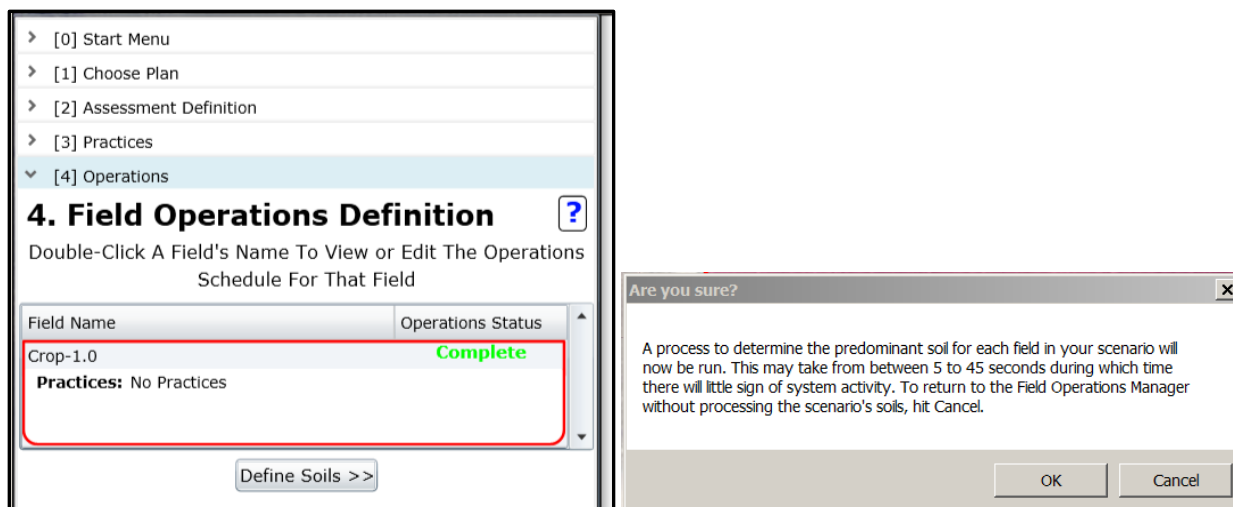 [0] Start Menu
[1] Choose Plan
[2] Assessment Definition
[3] Practices
[4] Operations
4. Field Operations Definition ?
Double-Click A Field's Name To View or Edit The Operations
Schedule For That Field
Field Name Operations Status
Crop-1.0 Complete
Practices: No Practices
Define Soils >>
Are you sure?
A process to determine the predominant soil for each field in your scenario will
now be run. This may take from between 5 to 45 seconds during which time
there will little sign of system activity. To return to the Field Operations Manager
without processing the scenario's soils, hit Cancel.
OK Cancel